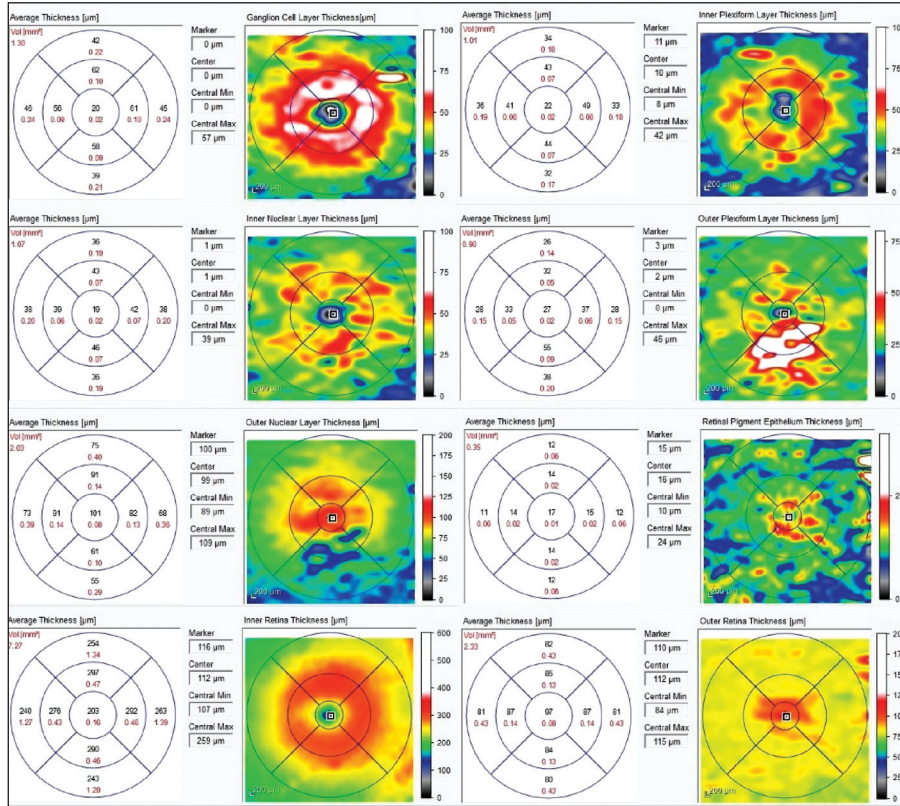 Average Thickness [µm]
Vol [mm³]
1.30
42
0.22
62
0.10
46 56 20 61 45
0.24 0.09 0.02 0.10 0.24
58
0.09
39
0.21
Marker
0 µm
Center
0 µm
Central Min
0 µm
Central Max
57 µm
Ganglion Cell Layer Thickness[µm]
200 µm
100
75
50
25
0
Average Thickness [µm]
Vol [mm³]
1.01
34
0.18
43
0.07
36 41 22 49 33
0.19 0.06 0.02 0.08 0.18
44
0.07
32
0.17
Marker
11 µm
Center
10 µm
Central Min
8 µm
Central Max
42 µm
Inner Plexiform Layer Thickness [µm]
200 µm
Average Thickness [µm]
Vol [mm³]
1.07
36
0.19
43
0.07
38 39 19 42 38
0.20 0.06 0.02 0.07 0.20
46
0.07
36
0.19
Marker
1 µm
Center
1 µm
Central Min
0 µm
Central Max
39 µm
Inner Nuclear Layer Thickness [µm]
200 µm
100
75
50
25
0
Average Thickness [µm]
Vol [mm³]
0.90
26
0.14
32
0.05
28 33 27 37 28
0.15 0.05 0.02 0.06 0.15
55
0.09
38
0.20
Marker
3 µm
Center
2 µm
Central Min
0 µm
Central Max
46 µm
Outer Plexiform Layer Thickness [µm]
200 µm
Average Thickness [µm]
Vol [mm³]
2.03
75
0.40
91
0.14
73 91 101 82 68
0.39 0.14 0.08 0.13 0.36
61
0.10
55
0.29
Marker
100 µm
Center
99 µm
Central Min
89 µm
Central Max
109 µm
Outer Nuclear Layer Thickness [µm]
200 µm
200
175
150
125
100
75
50
25
0
Average Thickness [µm]
Vol [mm³]
0.35
12
0.06
14
0.02
11 14 17 15 12
0.06 0.02 0.01 0.02 0.06
14
0.02
12
0.06
Marker
15 µm
Center
16 µm
Central Min
10 µm
Central Max
24 µm
Retinal Pigment Epithelium Thickness [µm]
200 µm
Average Thickness [µm]
Vol [mm³]
7.27
254
1.34
297
0.47
240 276 203 292 263
1.27 0.43 0.16 0.46 1.39
290
0.46
243
1.29
Marker
116 µm
Center
112 µm
Central Min
107 µm
Central Max
259 µm
Inner Retina Thickness [µm]
200 µm
600
500
400
300
200
100
0
Average Thickness [µm]
Vol [mm³]
2.33
82
0.43
85
0.13
81 87 97 87 81
0.43 0.14 0.08 0.14 0.43
84
0.13
80
0.43
Marker
110 µm
Center
112 µm
Central Min
84 µm
Central Max
115 µm
Outer Retina Thickness [µm]
200 µm